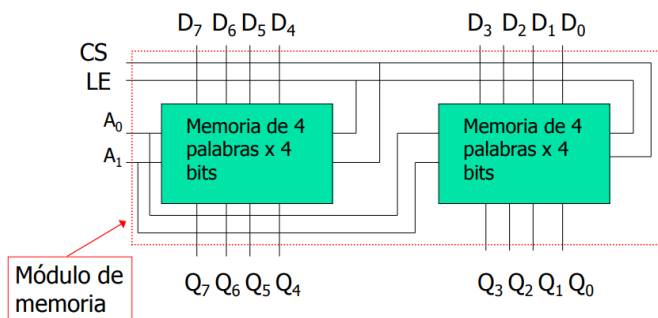 D7 D6 D5 D4
D3 D2 D1 D0
CS
LE
A0
A1
Memoria de 4
palabras x 4
bits
Memoria de 4
palabras x 4
bits
Módulo de
memoria
Q7 Q6 Q5 Q4
Q3 Q2 Q1 Q0